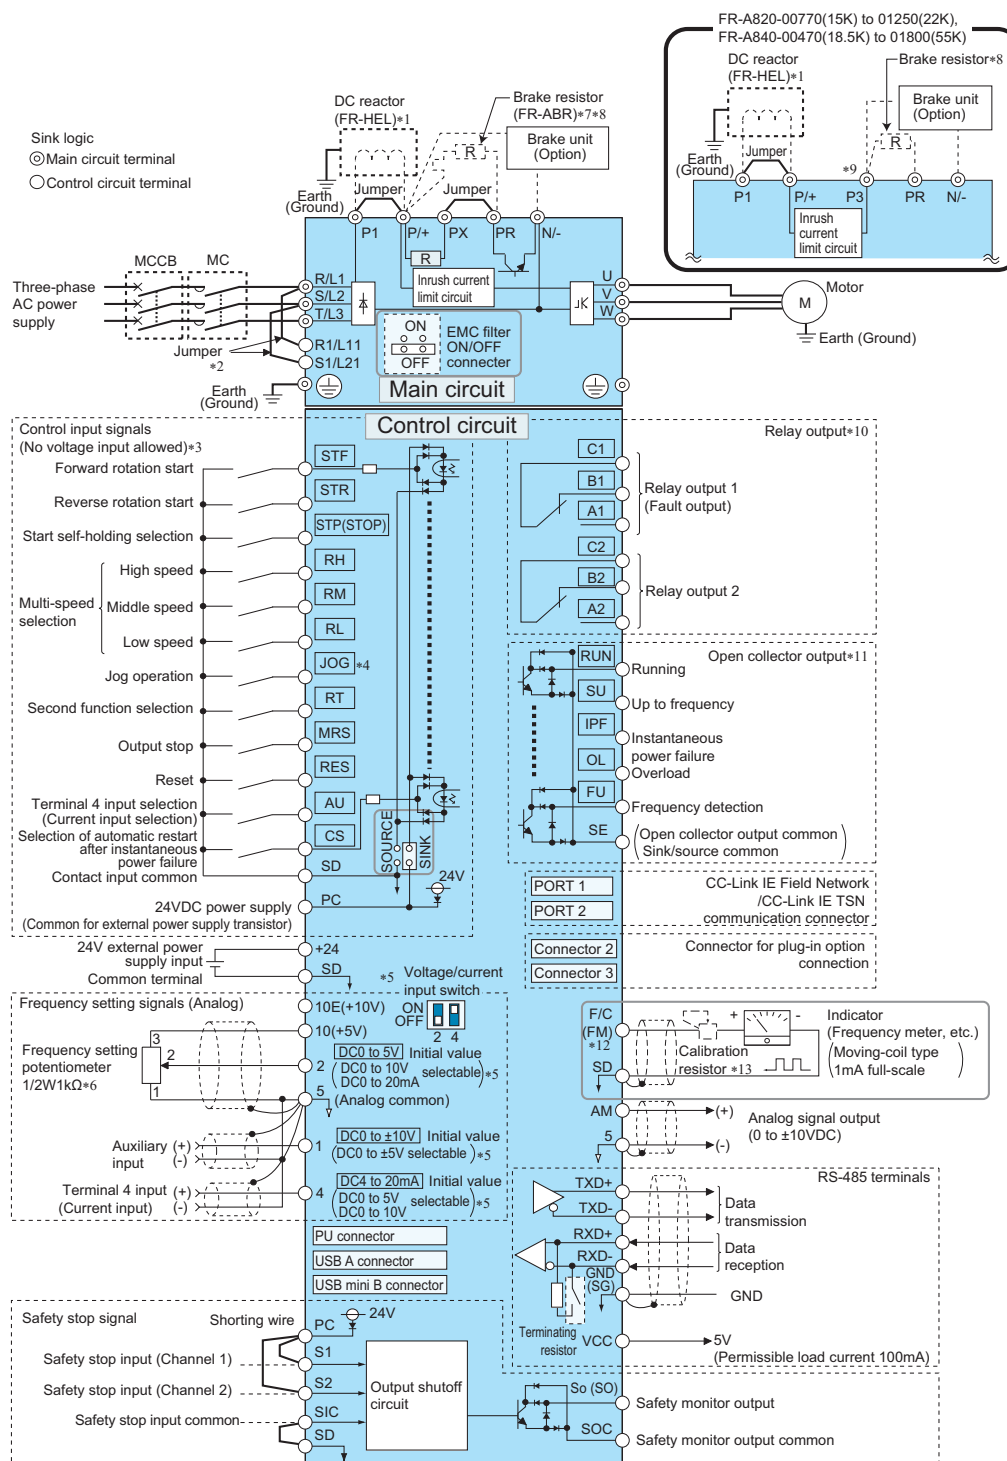 FR-A820-00770(15K) to 01250(22K),
FR-A840-00470(18.5K) to 01800(55K)
DC reactor
(FR-HEL)*1
Brake resistor*8
Brake unit
(Option)
R
Jumper
Earth
(Ground)
*9
P1
P/+
P3
PR
N/-
Inrush
current
limit circuit
Sink logic
Main circuit terminal
Control circuit terminal
DC reactor
(FR-HEL)*1
Brake resistor
(FR-ABR)*7*8
Brake unit
(Option)
R
Jumper
Jumper
Earth
(Ground)
P1
P/+
PX
PR
N/-
R
Inrush current
limit circuit
MCCB
MC
Three-phase
AC power
supply
R/L1
S/L2
T/L3
R1/L11
S1/L21
Jumper
*2
Earth
(Ground)
ON
OFF
EMC filter
ON/OFF
connecter
U
V
W
Motor
M
Earth (Ground)
Main circuit
Control circuit
Control input signals
(No voltage input allowed)*3
Forward rotation start
STF
Reverse rotation start
STR
Start self-holding selection
STP(STOP)
Multi-speed
selection
High speed
RH
Middle speed
RM
Low speed
RL
Jog operation
JOG *4
Second function selection
RT
Output stop
MRS
Reset
RES
Terminal 4 input selection
(Current input selection)
AU
Selection of automatic restart
after instantaneous
power failure
CS
Contact input common
SD
SOURCE
SINK
24V
24VDC power supply
(Common for external power supply transistor)
PC
Relay output*10
C1
B1
A1
Relay output 1
(Fault output)
C2
B2
A2
Relay output 2
Open collector output*11
RUN
Running
SU
Up to frequency
IPF
Instantaneous
power failure
OL
Overload
FU
Frequency detection
SE
Open collector output common
Sink/source common
PORT 1
PORT 2
CC-Link IE Field Network
/CC-Link IE TSN
communication connector
Connector 2
Connector 3
Connector for plug-in option
connection
24V external power
supply input
+24
Common terminal
SD
Frequency setting signals (Analog)
*5 Voltage/current
input switch
ON
OFF
2 4
10E(+10V)
10(+5V)
Frequency setting
potentiometer
1/2W1kΩ*6
3
2
1
2
DC0 to 5V Initial value
DC0 to 10V
DC0 to 20mA
selectable *5
5
(Analog common)
Auxiliary
input
(+)
(-)
1
DC0 to ±10V Initial value
(DC0 to ±5V selectable) *5
Terminal 4 input
(Current input)
(+)
(-)
4
DC4 to 20mA Initial value
DC0 to 5V
DC0 to 10V
selectable *5
F/C
(FM)
*12
SD
+
-
Calibration
resistor *13
Indicator
(Frequency meter, etc.)
Moving-coil type
1mA full-scale
AM
(+)
5
(-)
Analog signal output
(0 to ±10VDC)
RS-485 terminals
TXD+
TXD-
Data
transmission
RXD+
RXD-
Data
reception
GND
(SG)
GND
Terminating
resistor
VCC
5V
(Permissible load current 100mA)
PU connector
USB A connector
USB mini B connector
Safety stop signal
Shorting wire
PC
24V
Safety stop input (Channel 1)
S1
Safety stop input (Channel 2)
S2
Safety stop input common
SIC
SD
Output shutoff
circuit
So (SO)
Safety monitor output
SOC
Safety monitor output common